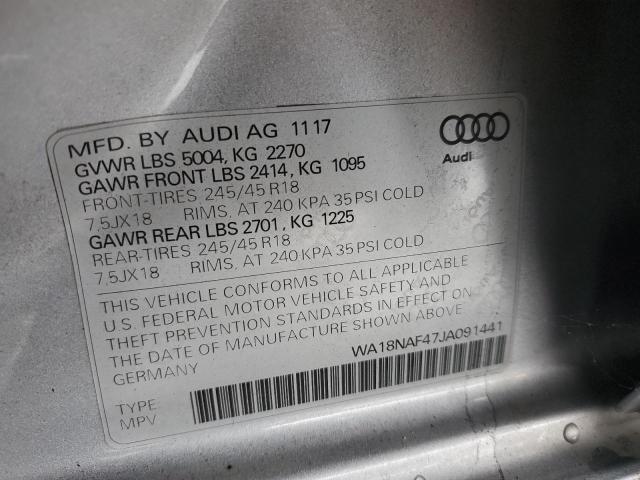 MFD. BY AUDI AG 11 17
GVWR LBS 5004, KG 2270
GAWR FRONT LBS 2414, KG 1095
FRONT-TIRES 245/45 R18
7,5JX18 RIMS, AT 240 KPA 35 PSI COLD
GAWR REAR LBS 2701, KG 1225
REAR-TIRES 245/45 R18
7,5JX18 RIMS, AT 240 KPA 35 PSI COLD
Audi
THIS VEHICLE CONFORMS TO ALL APPLICABLE
U.S. FEDERAL MOTOR VEHICLE SAFETY AND
THEFT PREVENTION STANDARDS IN EFFECT ON
THE DATE OF MANUFACTURE SHOWN ABOVE
GERMANY
WA18NAF47JA091441
TYPE
MPV